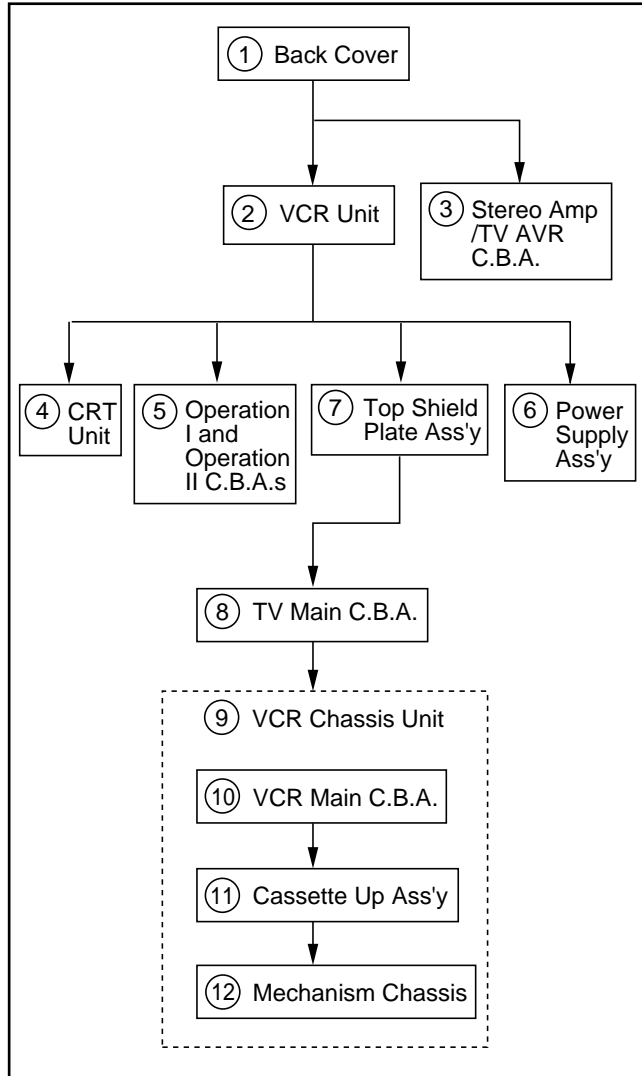 1 Back Cover
2 VCR Unit
3 Stereo Amp
/TV AVR
C.B.A.
4 CRT
Unit
5 Operation
I and
Operation
II C.B.A.s
7 Top Shield
Plate Ass'y
6 Power
Supply
Ass'y
8 TV Main C.B.A.
9 VCR Chassis Unit
10 VCR Main C.B.A.
11 Cassette Up Ass'y
12 Mechanism Chassis